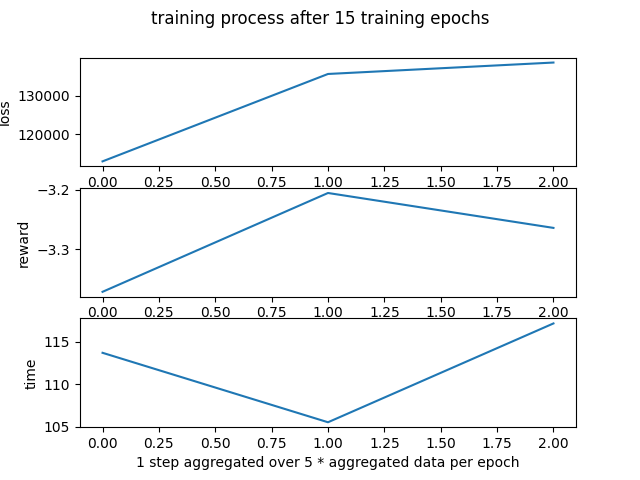 training process after 15 training epochs
130000
120000
loss
0.00 0.25 0.50 0.75 1.00 1.25 1.50 1.75 2.00
−3.2
−3.3
reward
0.00 0.25 0.50 0.75 1.00 1.25 1.50 1.75 2.00
115
110
105
time
0.00 0.25 0.50 0.75 1.00 1.25 1.50 1.75 2.00
1 step aggregated over 5 * aggregated data per epoch